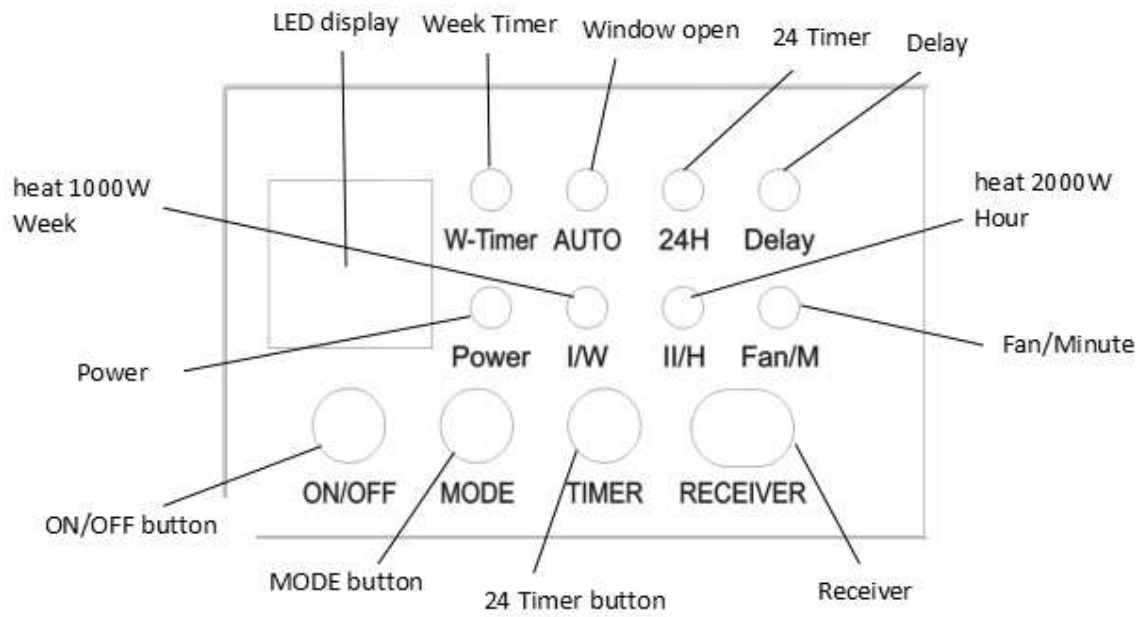 LED display
Week Timer
Window open
24 Timer
Delay
heat 1000W
Week
heat 2000W
Hour
W-Timer AUTO 24H Delay
Power I/W II/H Fan/M
Power
Fan/Minute
ON/OFF MODE TIMER RECEIVER
ON/OFF button
MODE button
24 Timer button
Receiver